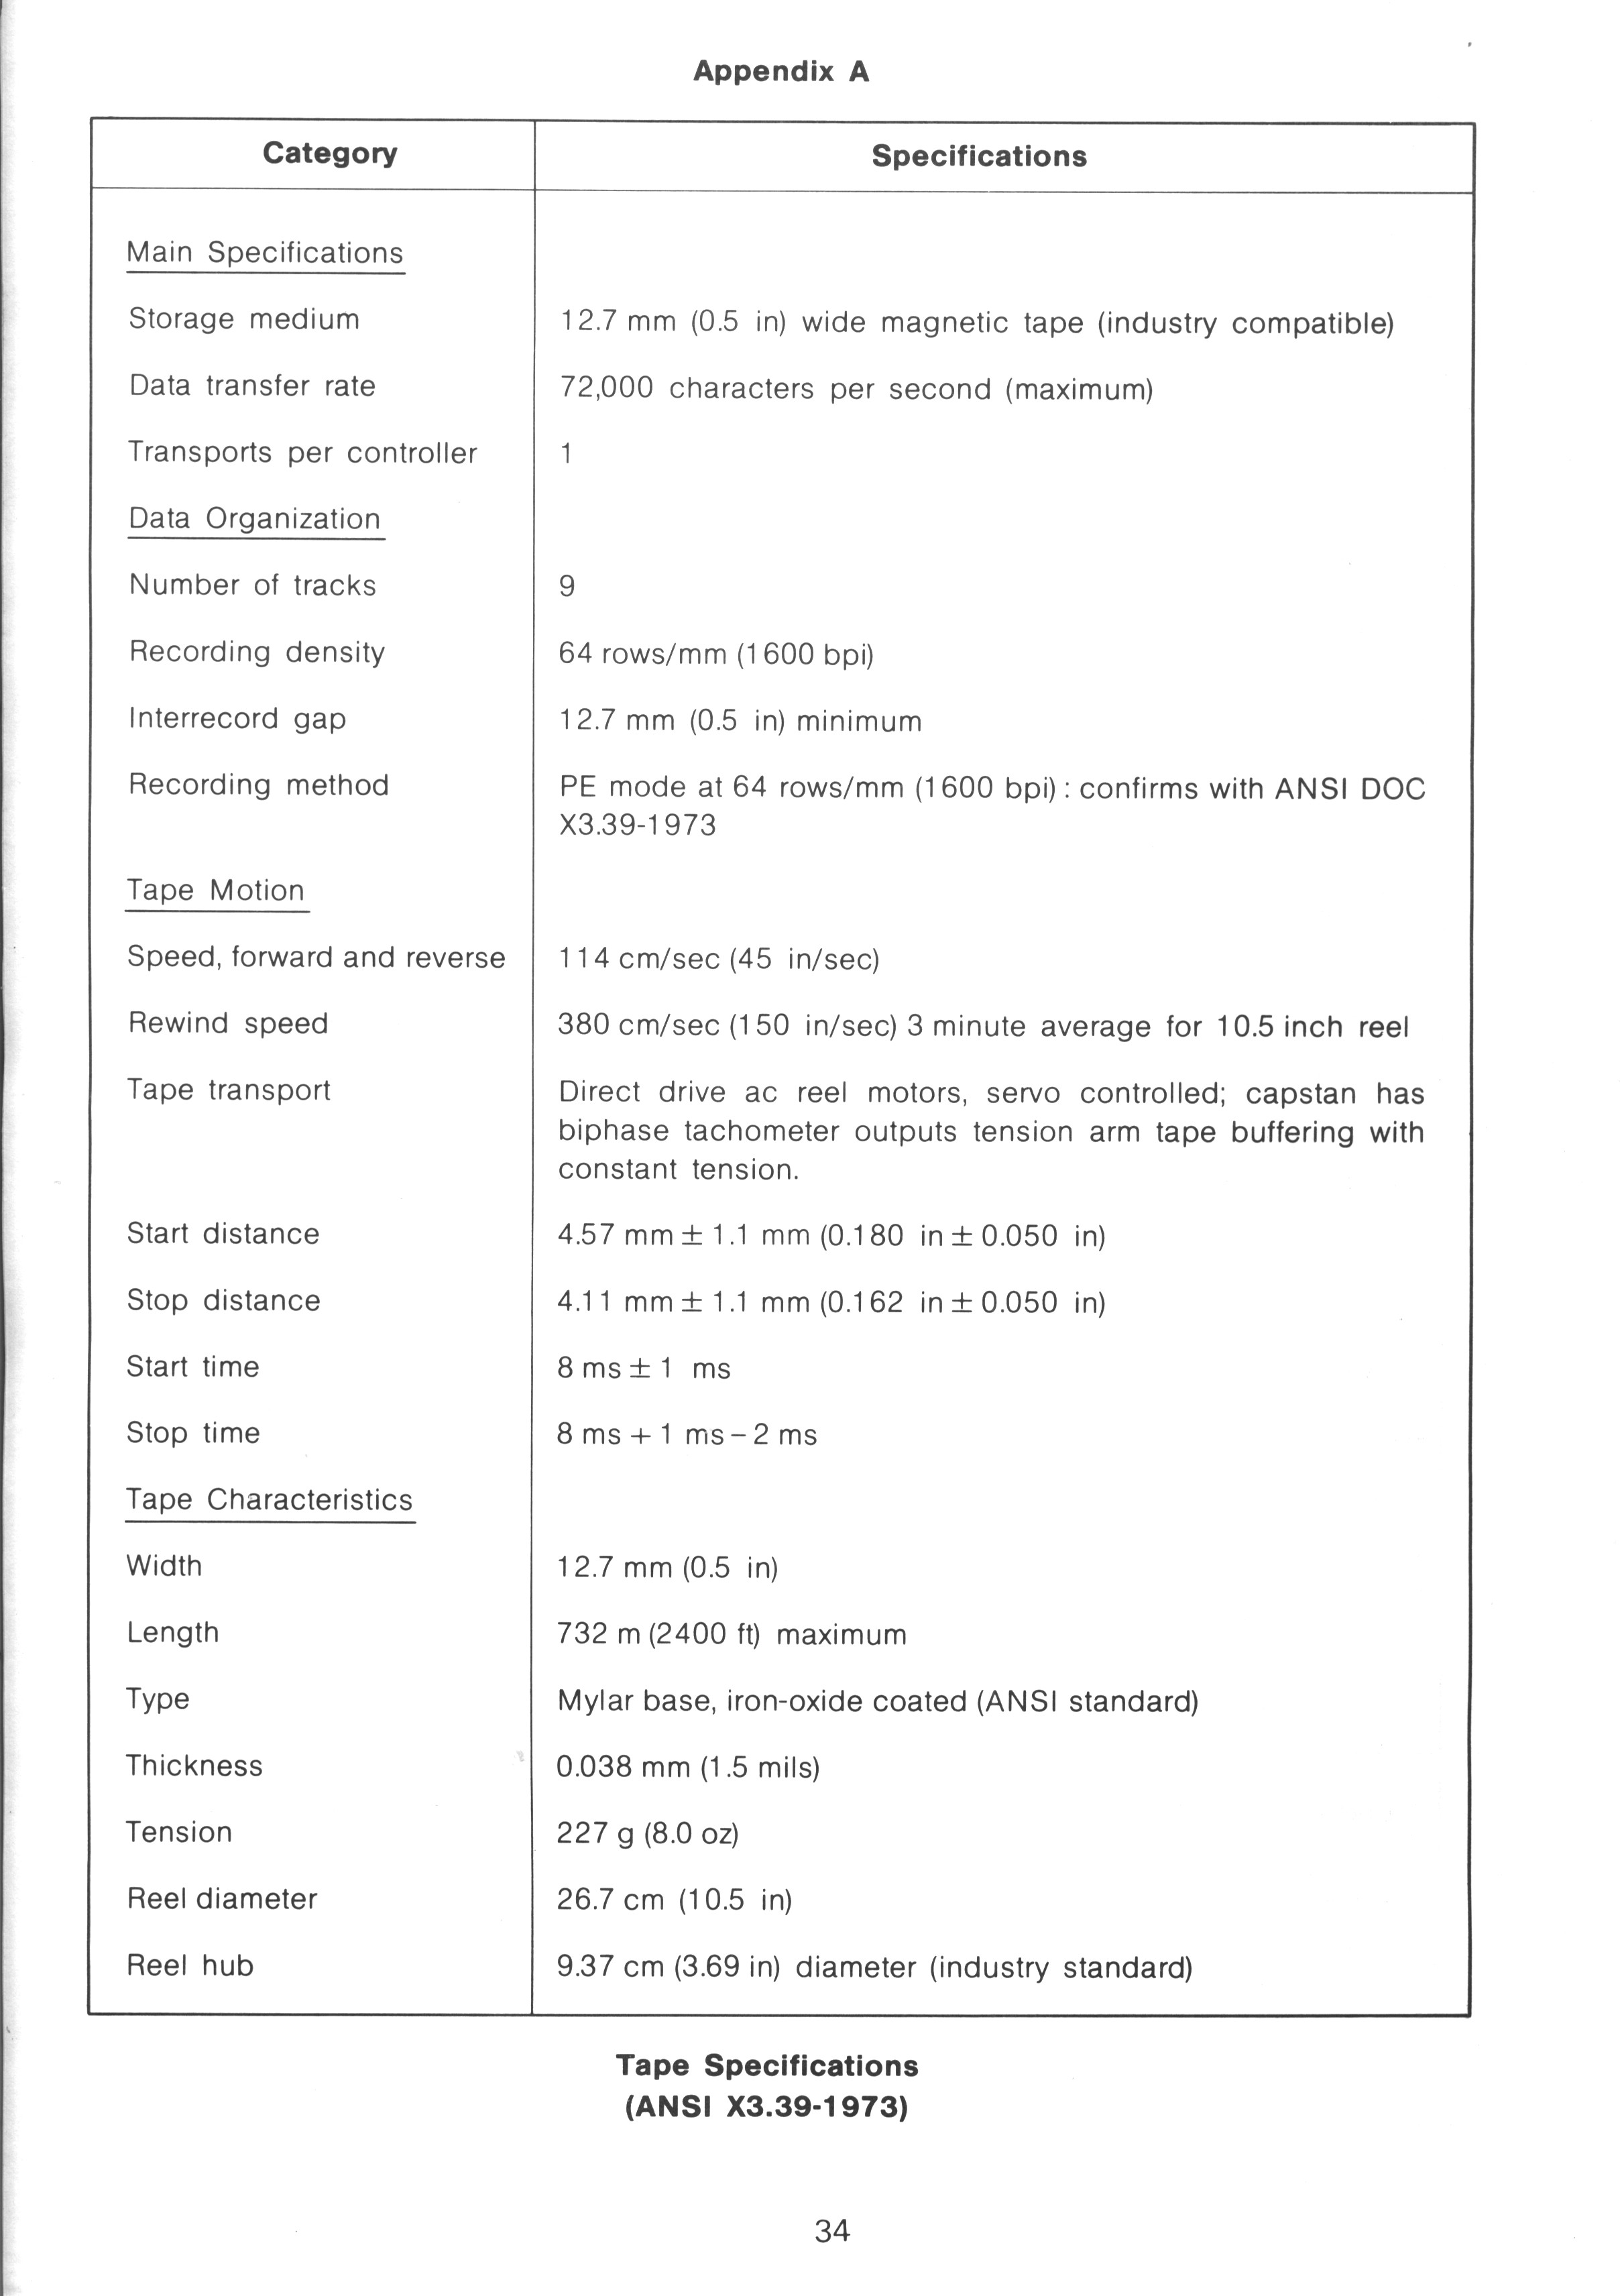 Appendix A
Category Specifications
Main Specifications
Storage medium 12.7 mm (0.5 in) wide magnetic tape (industry compatible)
Data transfer rate 72,000 characters per second (maximum)
Transports per controller 1
Data Organization
Number of tracks 9
Recording density 64 rows/mm (1600 bpi)
Interrecord gap 12.7 mm (0.5 in) minimum
Recording method PE mode at 64 rows/mm (1600 bpi) : confirms with ANSI DOC
X3.39-1973
Tape Motion
Speed, forward and reverse 114 cm/sec (45 in/sec)
Rewind speed 380 cm/sec (150 in/sec) 3 minute average for 10.5 inch reel
Tape transport Direct drive ac reel motors, servo controlled; capstan has
biphase tachometer outputs tension arm tape buffering with
constant tension.
Start distance 4.57 mm ± 1.1 mm (0.180 in ± 0.050 in)
Stop distance 4.11 mm ± 1.1 mm (0.162 in ± 0.050 in)
Start time 8 ms ± 1 ms
Stop time 8 ms + 1 ms – 2 ms
Tape Characteristics
Width 12.7 mm (0.5 in)
Length 732 m (2400 ft) maximum
Type Mylar base, iron-oxide coated (ANSI standard)
Thickness 0.038 mm (1.5 mils)
Tension 227 g (8.0 oz)
Reel diameter 26.7 cm (10.5 in)
Reel hub 9.37 cm (3.69 in) diameter (industry standard)
Tape Specifications
(ANSI X3.39-1973)
34